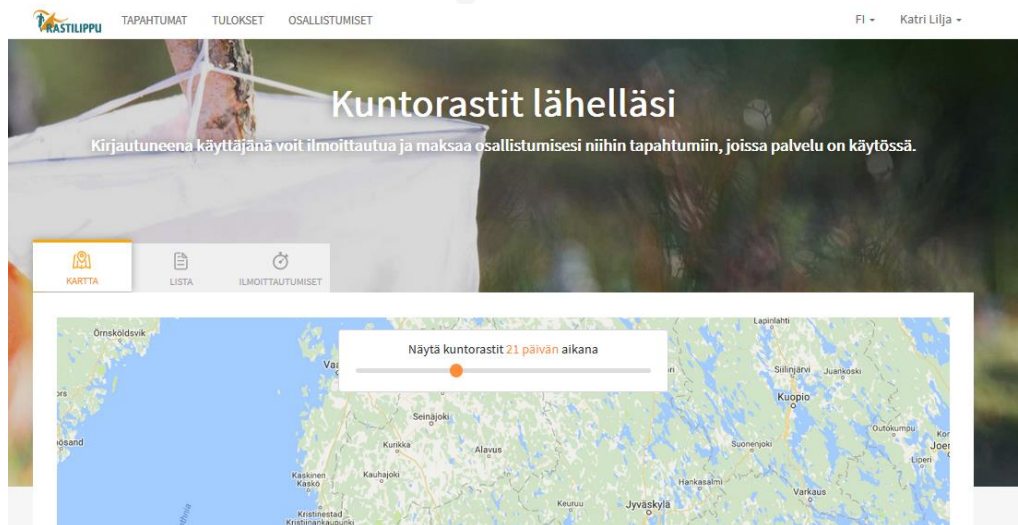 RASTILIPPU
TAPAHTUMAT TULOKSET OSALLISTUMISET FI Katri Lilja
Kuntorastit lähelläsi
Kirjautuneena käyttäjänä voit ilmoittautua ja maksaa osallistumisesi niihin tapahtumiin, joissa palvelu on käytössä.
KARTTA LISTA ILMOITTAUTUMISET
Näytä kuntorastit 21 päivän aikana
Lapinlahti
Örnsköldsvik
Siilinjärvi Juankoski
Kuopio
Seinäjoki
Outokumpu
Kurikka Alavus Suonenjoki
Liperi
Kaskinen Kauhajoki
Kaskö
Hankasalmi
Varkaus
Keuruu Jyväskylä
Kristinestad
Kristiinankaupunki